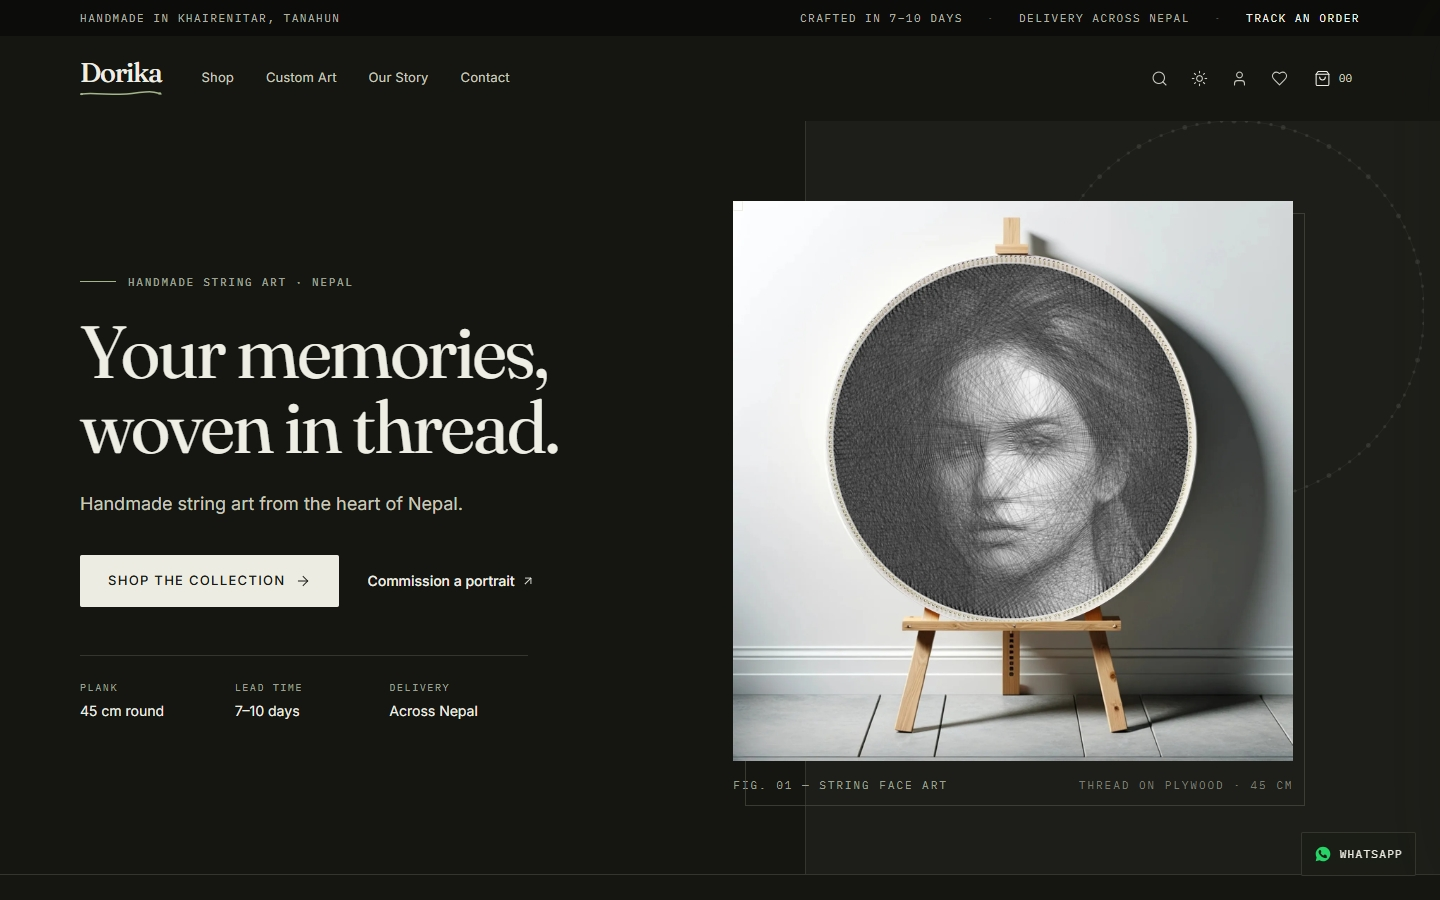 HANDMADE IN KHAIRENITAR, TANAHUN
CRAFTED IN 7–10 DAYS · DELIVERY ACROSS NEPAL · TRACK AN ORDER
Dorika
Shop Custom Art Our Story Contact
00
HANDMADE STRING ART · NEPAL
Your memories,
woven in thread.
Handmade string art from the heart of Nepal.
SHOP THE COLLECTION →
Commission a portrait ↗
PLANK LEAD TIME DELIVERY
45 cm round 7–10 days Across Nepal
FIG. 01 — STRING FACE ART THREAD ON PLYWOOD · 45 CM
WHATSAPP